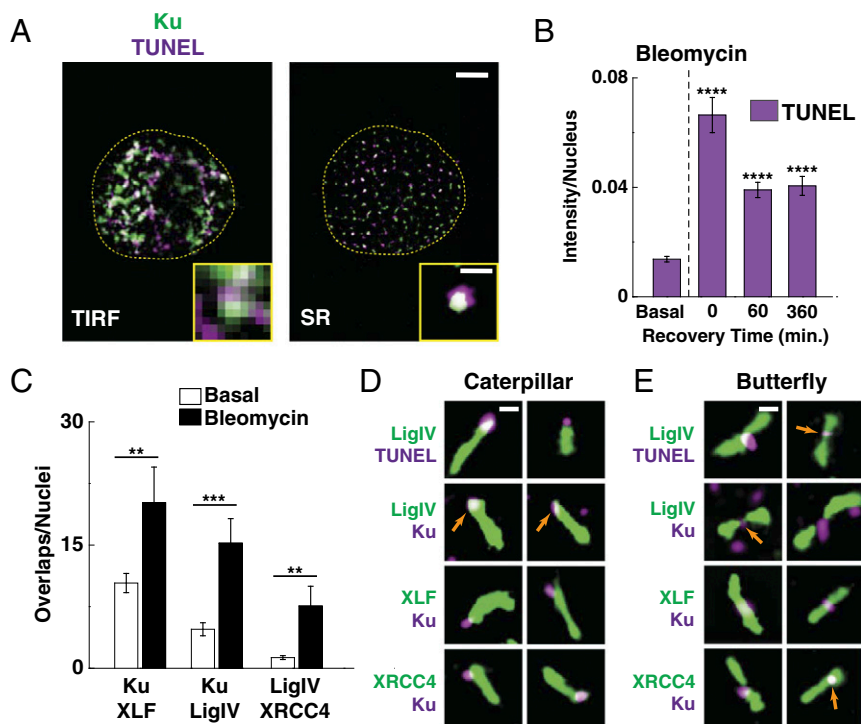 A
Ku
TUNEL
TIRF
SR
B
Bleomycin
0.08
0.04
0
Intensity/Nucleus
****
****
****
TUNEL
Basal
0
60
360
Recovery Time (min.)
C
Basal
Bleomycin
30
15
0
Overlaps/Nuclei
**
***
**
Ku
XLF
Ku
LigIV
LigIV
XRCC4
D
Caterpillar
LigIV
TUNEL
LigIV
Ku
XLF
Ku
XRCC4
Ku
E
Butterfly
LigIV
TUNEL
LigIV
Ku
XLF
Ku
XRCC4
Ku